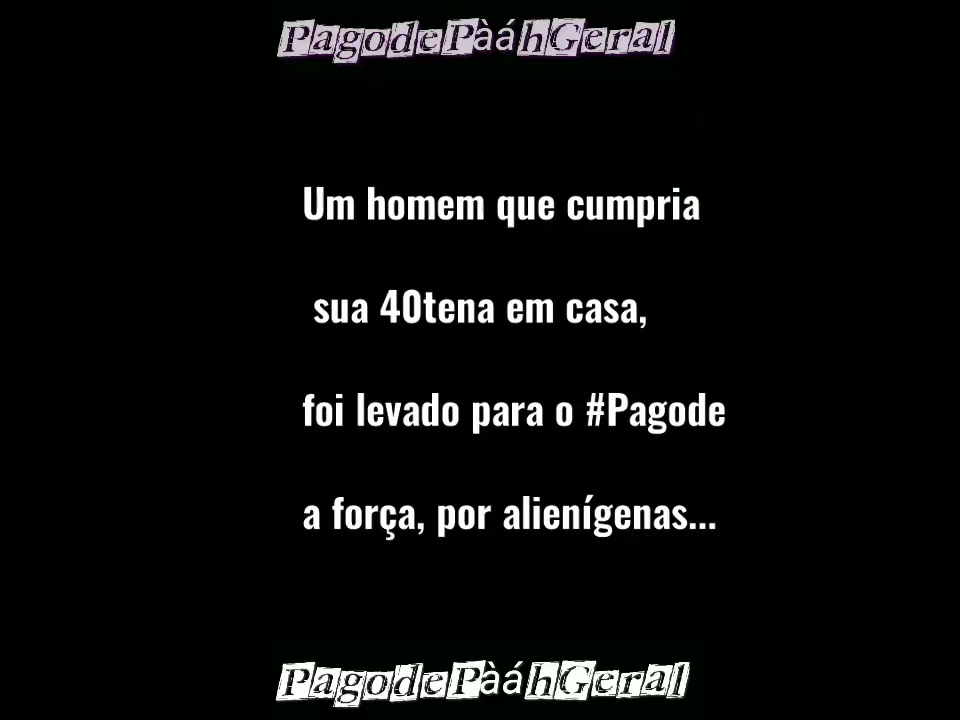 PagodePàáhGeral
Um homem que cumpria
sua 40tena em casa,
foi levado para o #Pagode
a força, por alienígenas...
PagodePàáhGeral